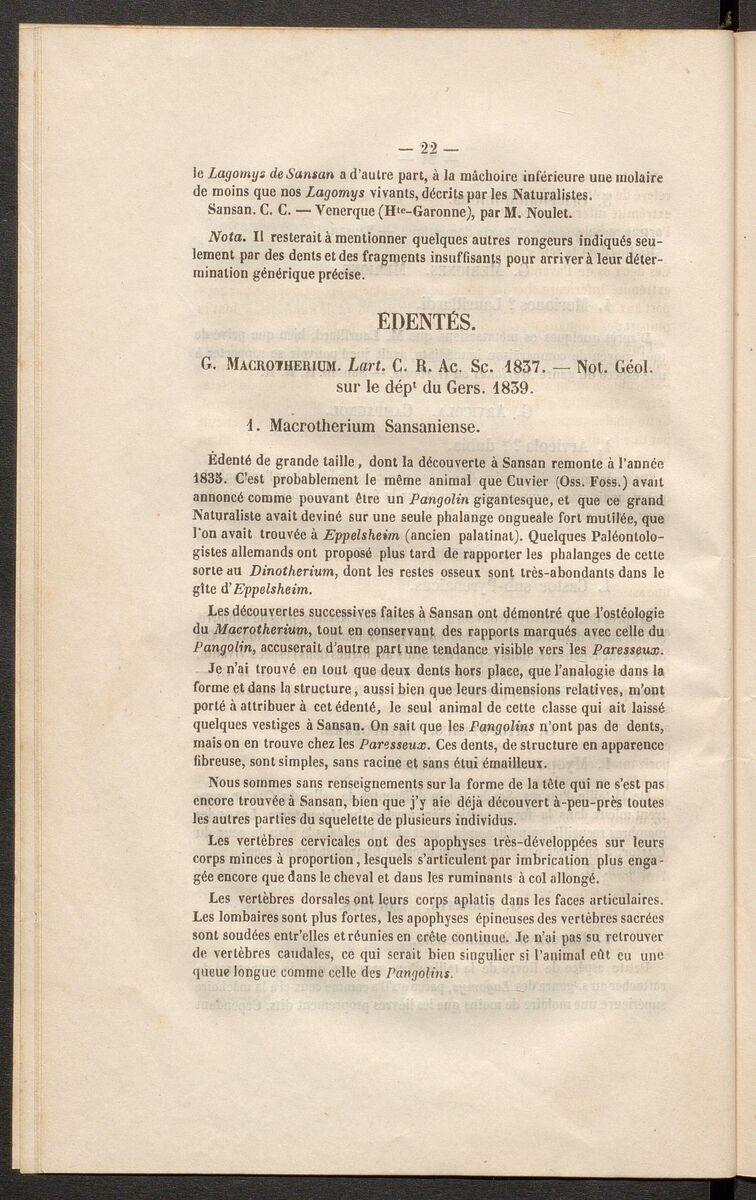 — 22 —
le Lagomys de Sansan a d'autre part, à la mâchoire inférieure une molaire
de moins que nos Lagomys vivants, décrits par les Naturalistes.
Sansan. C. C. — Venerque (Hte-Garonne), par M. Noulet.
Nota. Il resterait à mentionner quelques autres rongeurs indiqués seu-
lement par des dents et des fragments insuffisants pour arriver à leur déter-
mination générique précise.
ÉDENTÉS.
G. MACROTHERIUM. Lart. C. R. Ac. Sc. 1837. — Not. Géol.
sur le dépt du Gers. 1839.
1. Macrotherium Sansaniense.
Édenté de grande taille, dont la découverte à Sansan remonte à l'année
1835. C'est probablement le même animal que Cuvier (Oss. Foss.) avait
annoncé comme pouvant être un Pangolin gigantesque, et que ce grand
Naturaliste avait deviné sur une seule phalange ongueale fort mutilée, que
l'on avait trouvée à Eppelsheim (ancien palatinat). Quelques Paléontolo-
gistes allemands ont proposé plus tard de rapporter les phalanges de cette
sorte au Dinotherium, dont les restes osseux sont très-abondants dans le
gîte d'Eppelsheim.
Les découvertes successives faites à Sansan ont démontré que l'ostéologie
du Macrotherium, tout en conservant des rapports marqués avec celle du
Pangolin, accuserait d'autre part une tendance visible vers les Paresseux.
Je n'ai trouvé en tout que deux dents hors place, que l'analogie dans la
forme et dans la structure, aussi bien que leurs dimensions relatives, m'ont
porté à attribuer à cet édenté, le seul animal de cette classe qui ait laissé
quelques vestiges à Sansan. On sait que les Pangolins n'ont pas de dents,
mais on en trouve chez les Paresseux. Ces dents, de structure en apparence
fibreuse, sont simples, sans racine et sans étui émailleux.
Nous sommes sans renseignements sur la forme de la tête qui ne s'est pas
encore trouvée à Sansan, bien que j'y aie déjà découvert à-peu-près toutes
les autres parties du squelette de plusieurs individus.
Les vertèbres cervicales ont des apophyses très-développées sur leurs
corps minces à proportion, lesquels s'articulent par imbrication plus enga-
gée encore que dans le cheval et dans les ruminants à col allongé.
Les vertèbres dorsales ont leurs corps aplatis dans les faces articulaires.
Les lombaires sont plus fortes, les apophyses épineuses des vertèbres sacrées
sont soudées entr'elles et réunies en crête continue. Je n'ai pas su retrouver
de vertèbres caudales, ce qui serait bien singulier si l'animal eût eu une
queue longue comme celle des Pangolins.